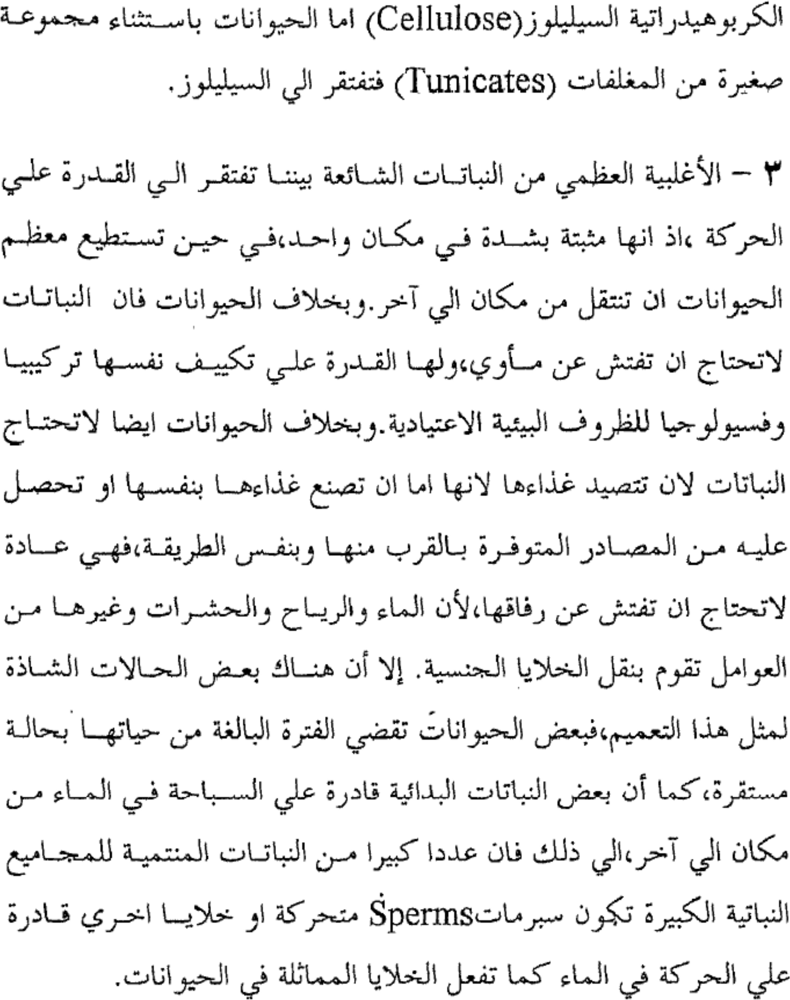 الكربوهيدراتية السيليلوز(Cellulose) اما الحيوانات باستثناء مجموعة
صغيرة من المغلفات (Tunicates) فتفتقر الي السيليلوز.
٣ – الأغلبية العظمي من النباتات الشائعة بيننا تفتقر الي القدرة علي
الحركة ،اذ انها مثبتة بشدة في مكان واحد،في حين تستطيع معظم
الحيوانات ان تنتقل من مكان الي آخر.وبخلاف الحيوانات فان النباتات
لاتحتاج ان تفتش عن مأوي،ولها القدرة علي تكييف نفسها تركيبيا
وفسيولوجيا للظروف البيئية الاعتيادية.وبخلاف الحيوانات ايضا لاتحتاج
النباتات لان تتصيد غذاءها لانها اما ان تصنع غذاءها بنفسها او تحصل
عليه من المصادر المتوفرة بالقرب منها وبنفس الطريقة،فهي عادة
لاتحتاج ان تفتش عن رفاقها،لأن الماء والرياح والحشرات وغيرها من
العوامل تقوم بنقل الخلايا الجنسية. إلا أن هناك بعض الحالات الشاذة
لمثل هذا التعميم،فبعض الحيوانات تقضي الفترة البالغة من حياتها بحالة
مستقرة،كما أن بعض النباتات البدائية قادرة علي السباحة في الماء من
مكان الي آخر،الي ذلك فان عددا كبيرا من النباتات المنتمية للمجاميع
النباتية الكبيرة تكون سبرماتSperms متحركة او خلايا اخري قادرة
علي الحركة في الماء كما تفعل الخلايا المماثلة في الحيوانات.